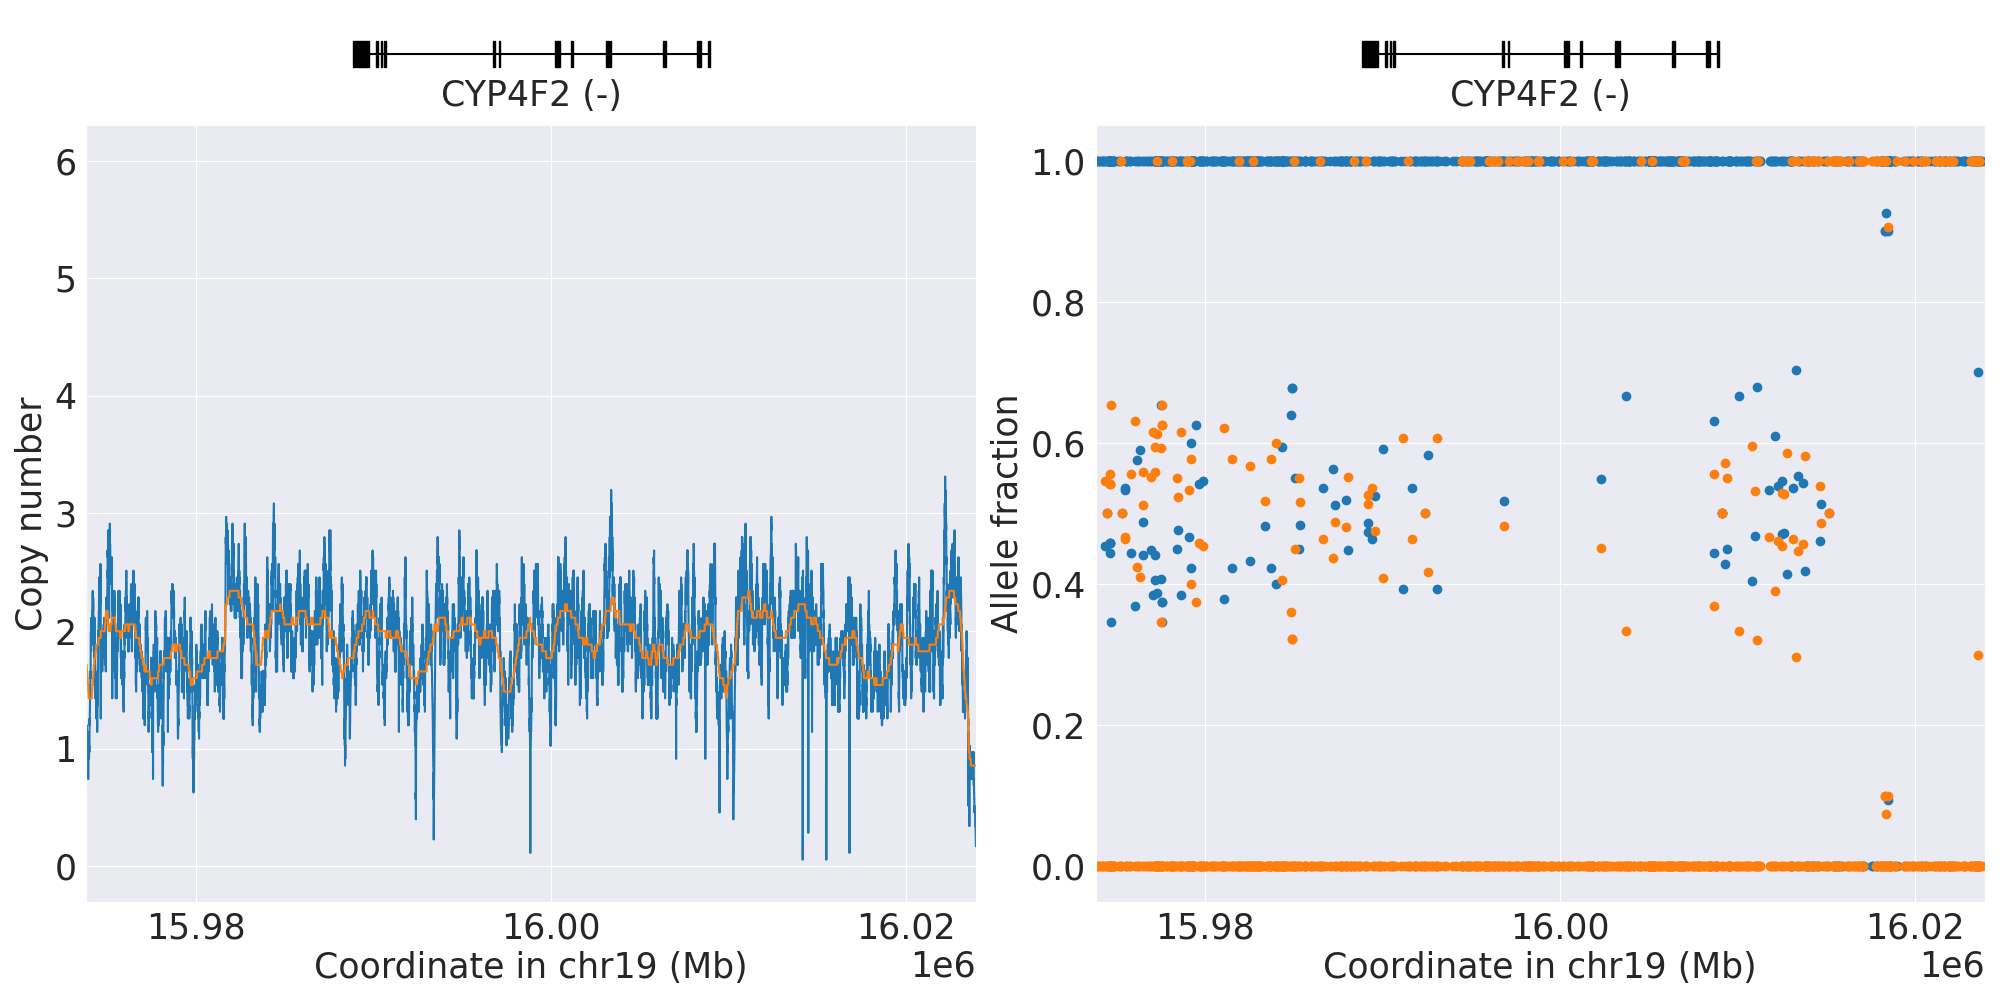 CYP4F2 (-)
6
5
4
3
2
1
0
Copy number
15.98
16.00
16.02
Coordinate in chr19 (Mb)
1e6
CYP4F2 (-)
1.0
0.8
0.6
0.4
0.2
0.0
Allele fraction
15.98
16.00
16.02
Coordinate in chr19 (Mb)
1e6